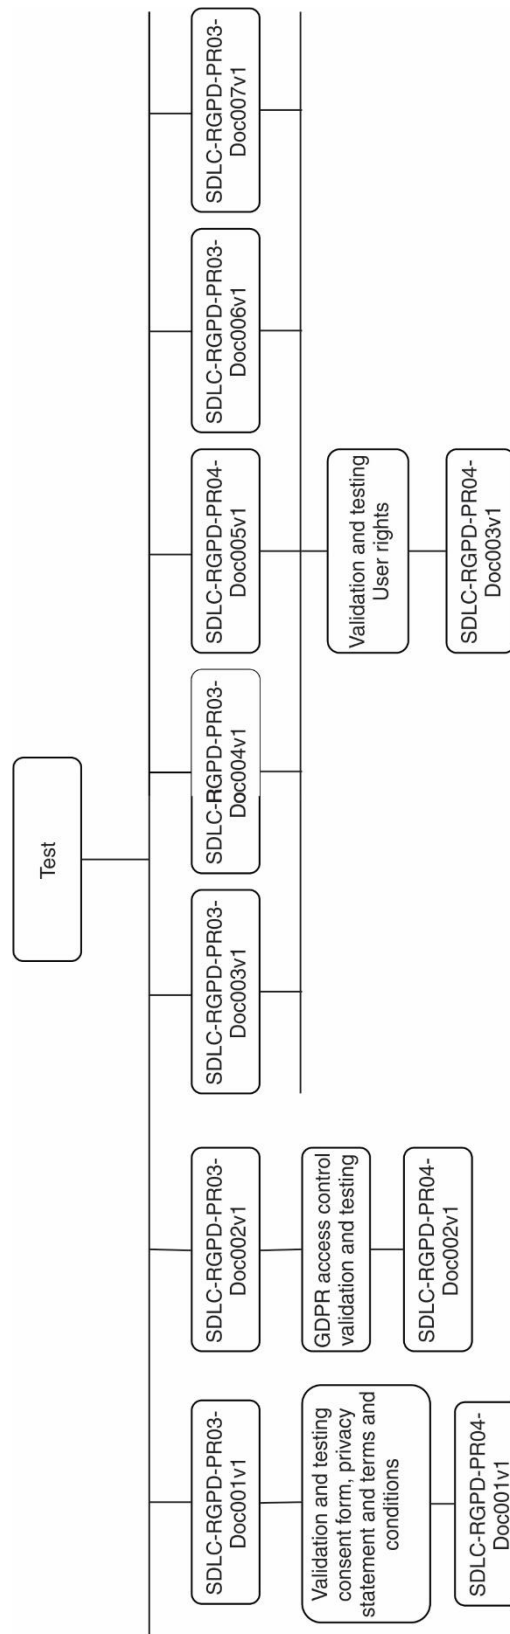 Test
SDLC-RGPD-PR03-
Doc001v1
SDLC-RGPD-PR03-
Doc002v1
SDLC-RGPD-PR03-
Doc003v1
SDLC-RGPD-PR03-
Doc004v1
SDLC-RGPD-PR04-
Doc005v1
SDLC-RGPD-PR03-
Doc006v1
SDLC-RGPD-PR03-
Doc007v1
Validation and testing
consent form, privacy
statement and terms and
conditions
GDPR access control
validation and testing
Validation and testing
User rights
SDLC-RGPD-PR04-
Doc001v1
SDLC-RGPD-PR04-
Doc002v1
SDLC-RGPD-PR04-
Doc003v1